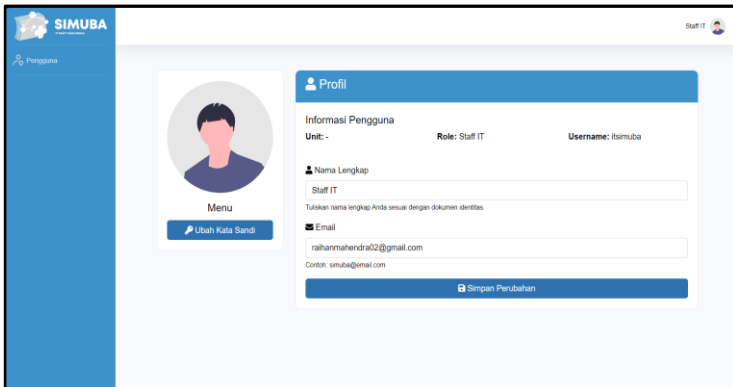 SIMUBA
Staff IT
Pengguna
Profil
Informasi Pengguna
Unit: - Role: Staff IT Username: itsimuba
Nama Lengkap
Staff IT
Tuliskan nama lengkap Anda sesuai dengan dokumen identitas.
Menu
Ubah Kata Sandi
Email
raihanmahendra02@gmail.com
Contoh: simuba@email.com
Simpan Perubahan